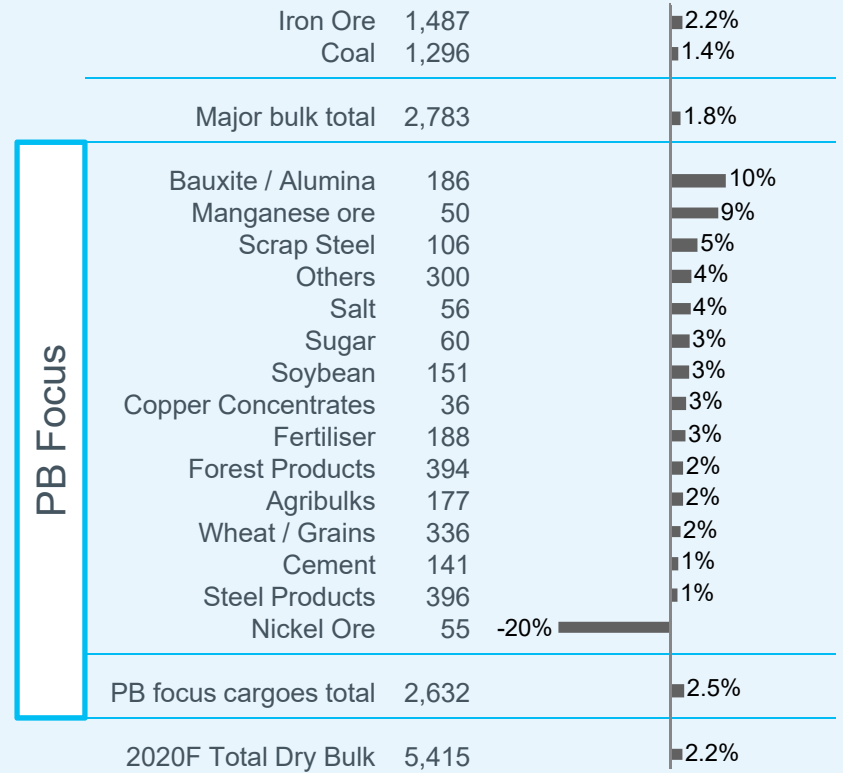 Iron Ore 1,487 2.2%
Coal 1,296 1.4%
Major bulk total 2,783 1.8%
PB Focus
Bauxite / Alumina 186 10%
Manganese ore 50 9%
Scrap Steel 106 5%
Others 300 4%
Salt 56 4%
Sugar 60 3%
Soybean 151 3%
Copper Concentrates 36 3%
Fertiliser 188 3%
Forest Products 394 2%
Agribulks 177 2%
Wheat / Grains 336 2%
Cement 141 1%
Steel Products 396 1%
Nickel Ore 55 -20%
PB focus cargoes total 2,632 2.5%
2020F Total Dry Bulk 5,415 2.2%